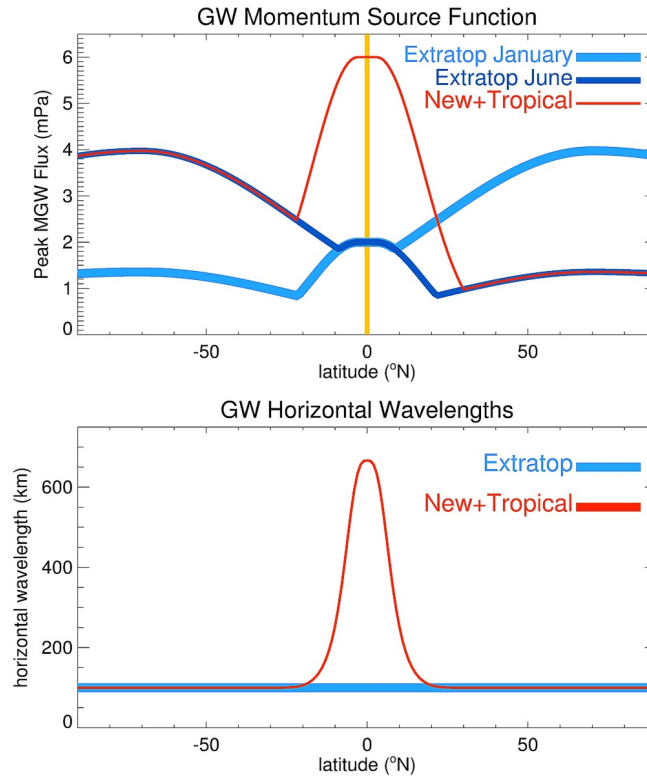 GW Momentum Source Function
Extratop January
Extratop June
New+Tropical
Peak MGW Flux (mPa)
6
5
4
3
2
1
0
-50
0
50
latitude (°N)
GW Horizontal Wavelengths
Extratop
New+Tropical
horizontal wavelength (km)
600
400
200
0
-50
0
50
latitude (°N)